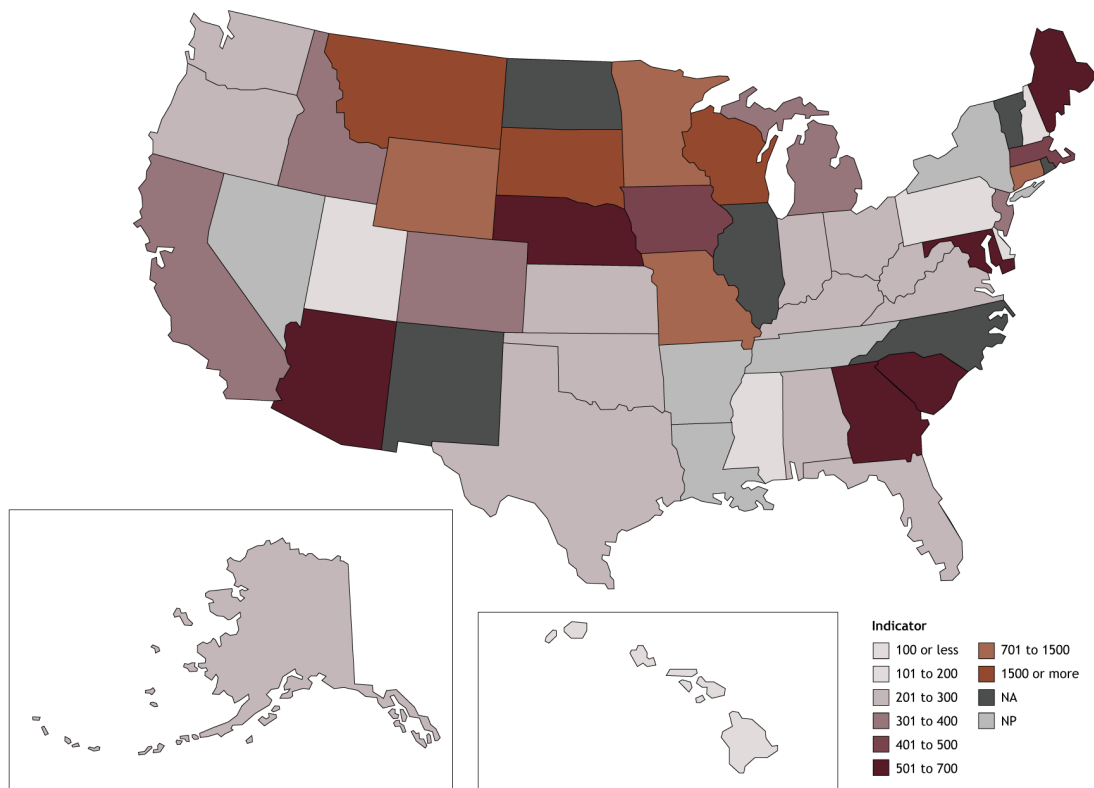 Indicator
100 or less
101 to 200
201 to 300
301 to 400
401 to 500
501 to 700
701 to 1500
1500 or more
NA
NP